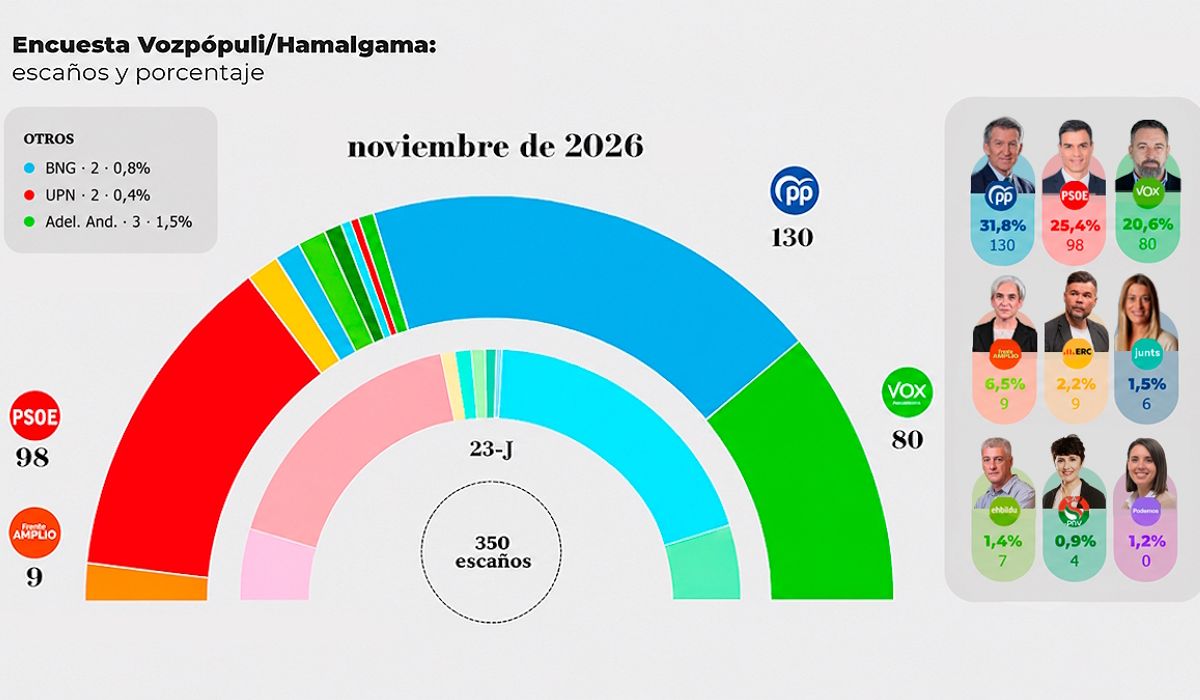 Encuesta Vozpópuli/Hamalgama:
escaños y porcentaje
OTROS
BNG · 2 · 0,8%
UPN · 2 · 0,4%
Adel. And. · 3 · 1,5%
noviembre de 2026
PP
130
VOX
80
PSOE
98
Frente
AMPLIO
9
23-J
350
escaños
PP
31,8%
130
PSOE
25,4%
98
VOX
20,6%
80
Frente
AMPLIO
6,5%
9
ERC
2,2%
9
junts
1,5%
6
ehbildu
1,4%
7
PNV
0,9%
4
Podemos
1,2%
0